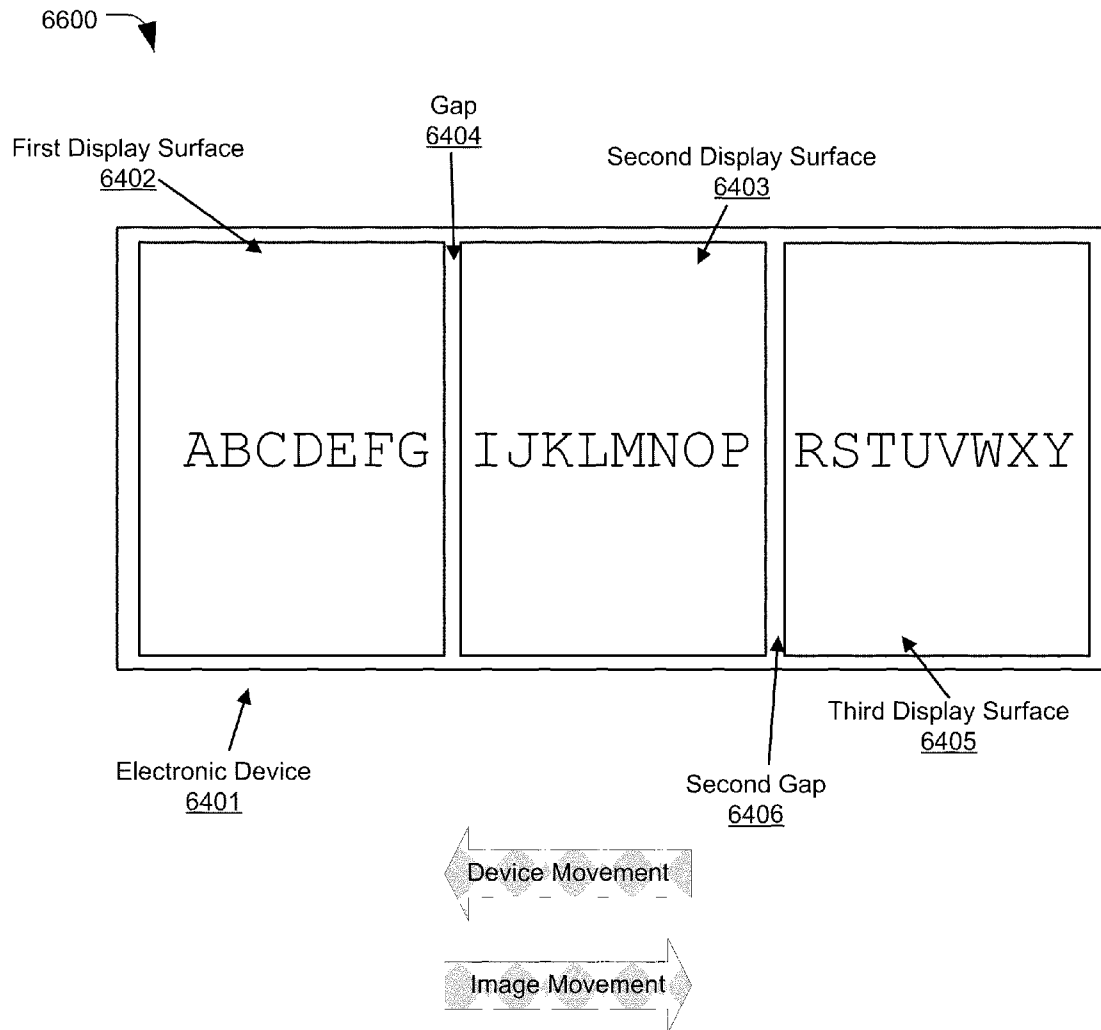 6600
Gap
6404
First Display Surface
6402
Second Display Surface
6403
ABCDEFG IJKLMNOP RSTUVWXY
Third Display Surface
6405
Electronic Device
6401
Second Gap
6406
Device Movement
Image Movement